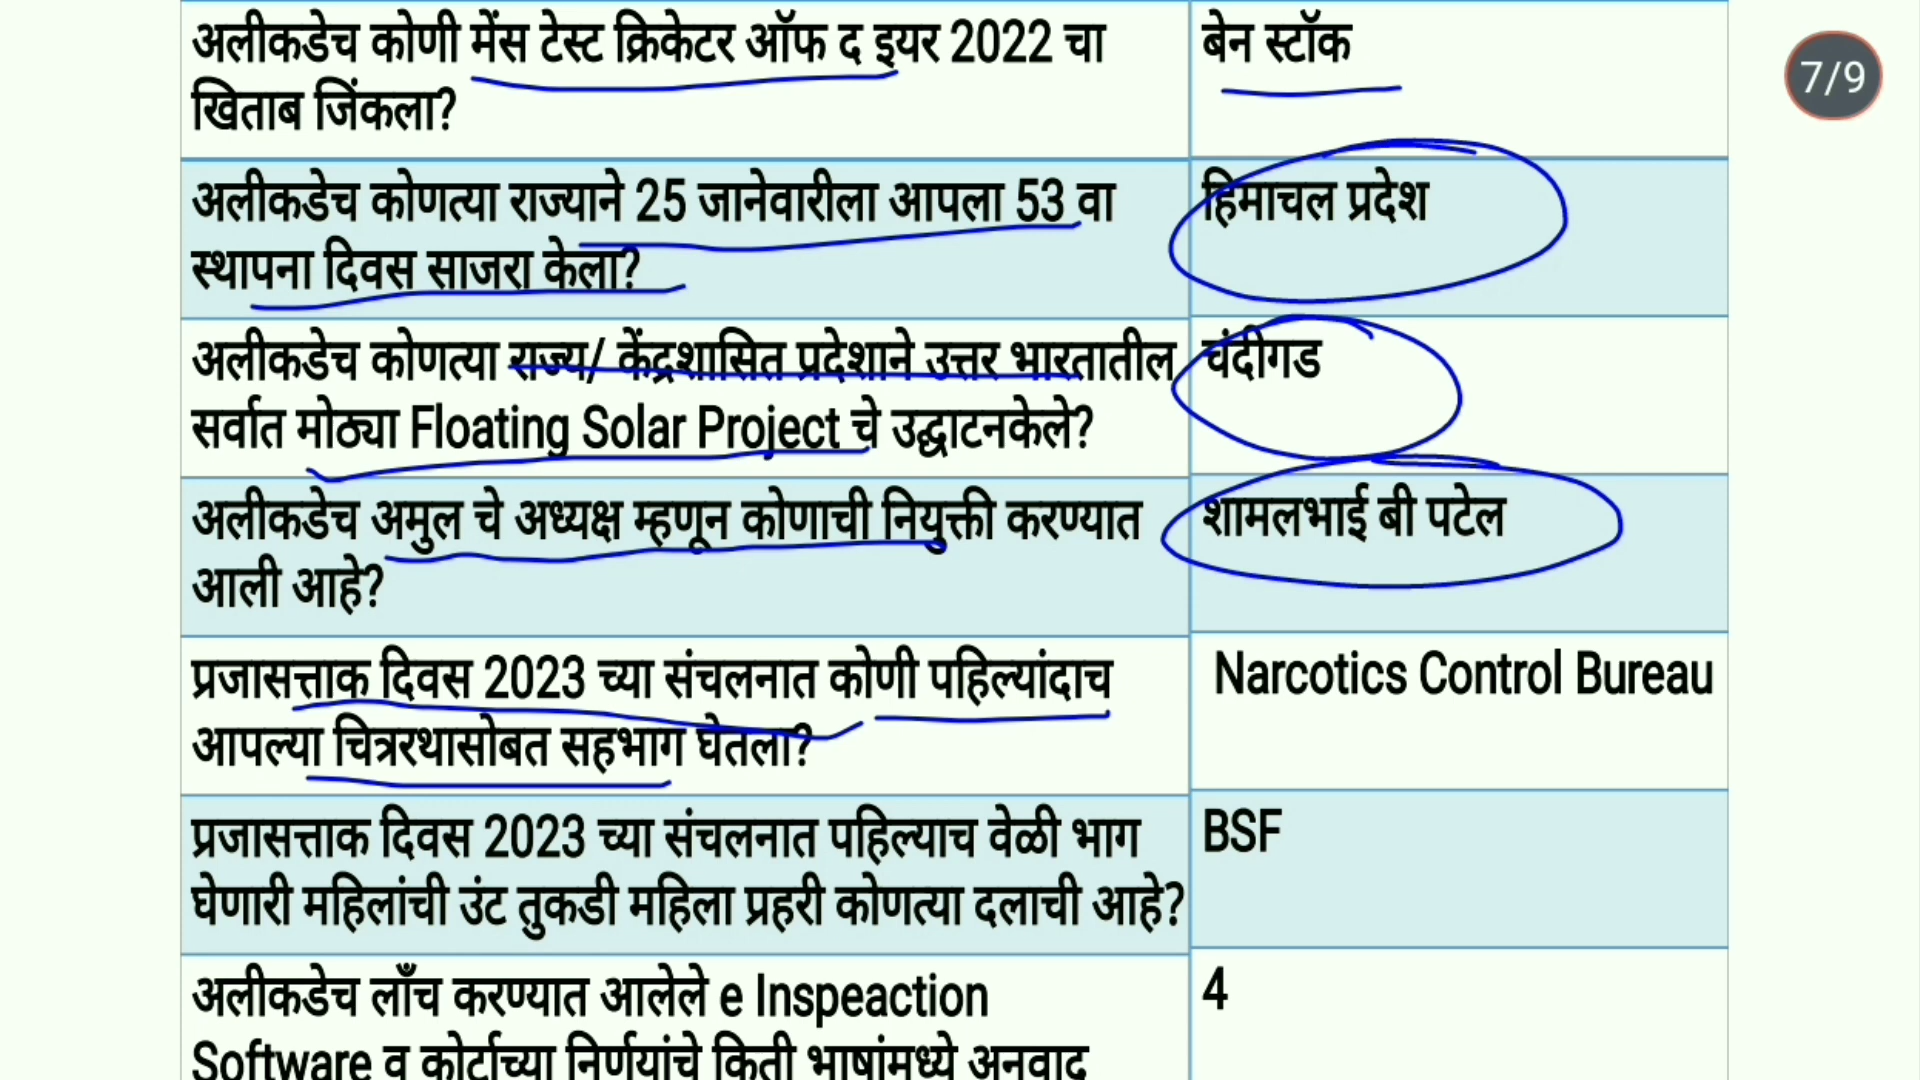 अलीकडेच कोणी मेंस टेस्ट क्रिकेटर ऑफ द इयर 2022 चा
खिताब जिंकला?
बेन स्टॉक
7/9
अलीकडेच कोणत्या राज्याने 25 जानेवारीला आपला 53 वा
स्थापना दिवस साजरा केला?
हिमाचल प्रदेश
अलीकडेच कोणत्या राज्य/ केंद्रशासित प्रदेशाने उत्तर भारतातील
सर्वात मोठ्या Floating Solar Project चे उद्घाटनकेले?
चंदीगड
अलीकडेच अमुल चे अध्यक्ष म्हणून कोणाची नियुक्ती करण्यात
आली आहे?
शामलभाई बी पटेल
प्रजासत्ताक दिवस 2023 च्या संचलनात कोणी पहिल्यांदाच
आपल्या चित्ररथासोबत सहभाग घेतला?
Narcotics Control Bureau
प्रजासत्ताक दिवस 2023 च्या संचलनात पहिल्याच वेळी भाग
घेणारी महिलांची उंट तुकडी महिला प्रहरी कोणत्या दलाची आहे?
BSF
अलीकडेच लाँच करण्यात आलेले e Inspeaction
Software व कोर्टाच्या निर्णयांचे किती भाषांमध्ये अनुवाद
4